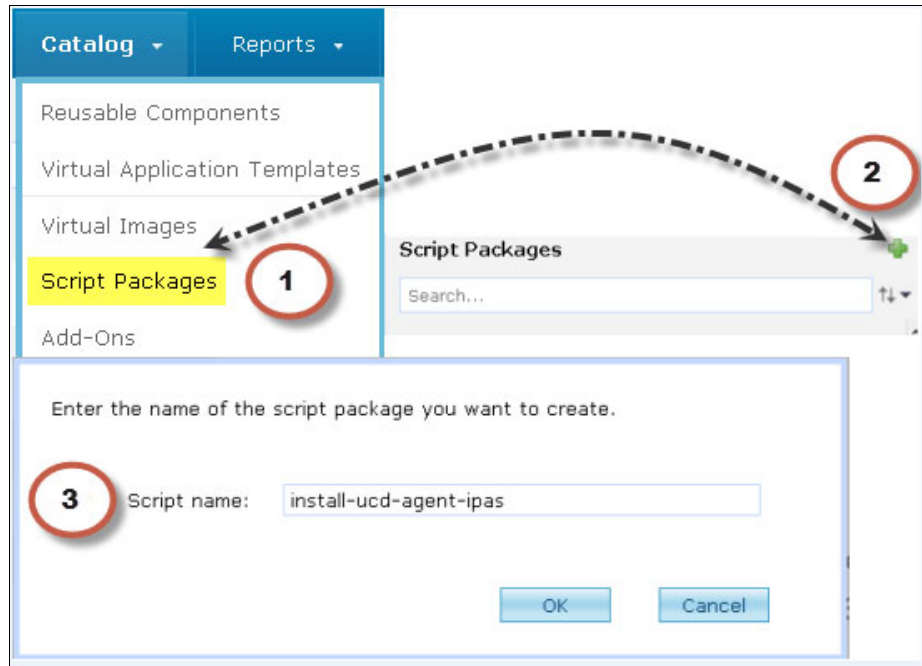 Catalog Reports
Reusable Components
Virtual Application Templates
2
Virtual Images
Script Packages
Script Packages
1
Search...
Add-Ons
Enter the name of the script package you want to create.
3
Script name: install-ucd-agent-ipas
OK Cancel